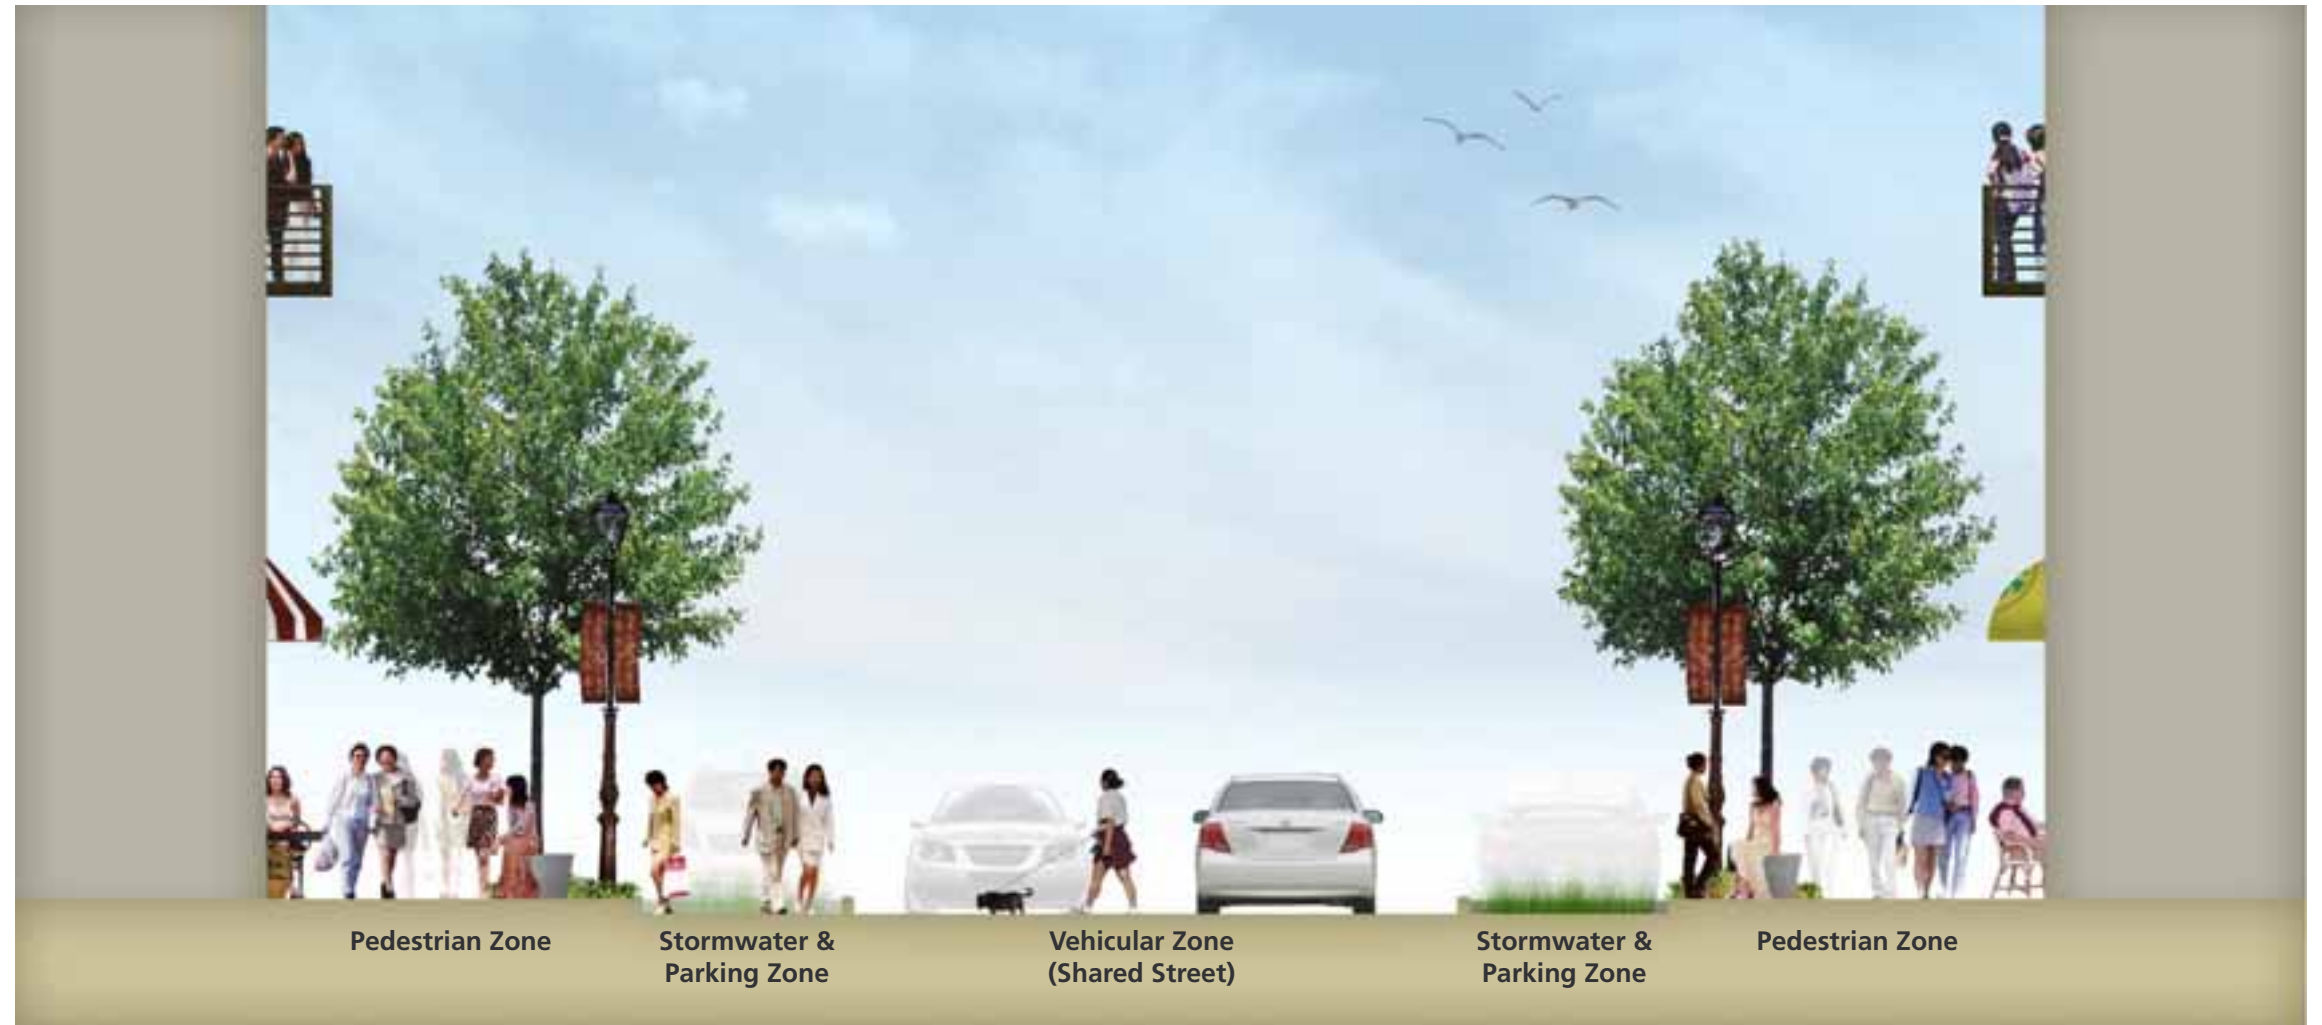 Pedestrian Zone
Stormwater &
Parking Zone
Vehicular Zone
(Shared Street)
Stormwater &
Parking Zone
Pedestrian Zone